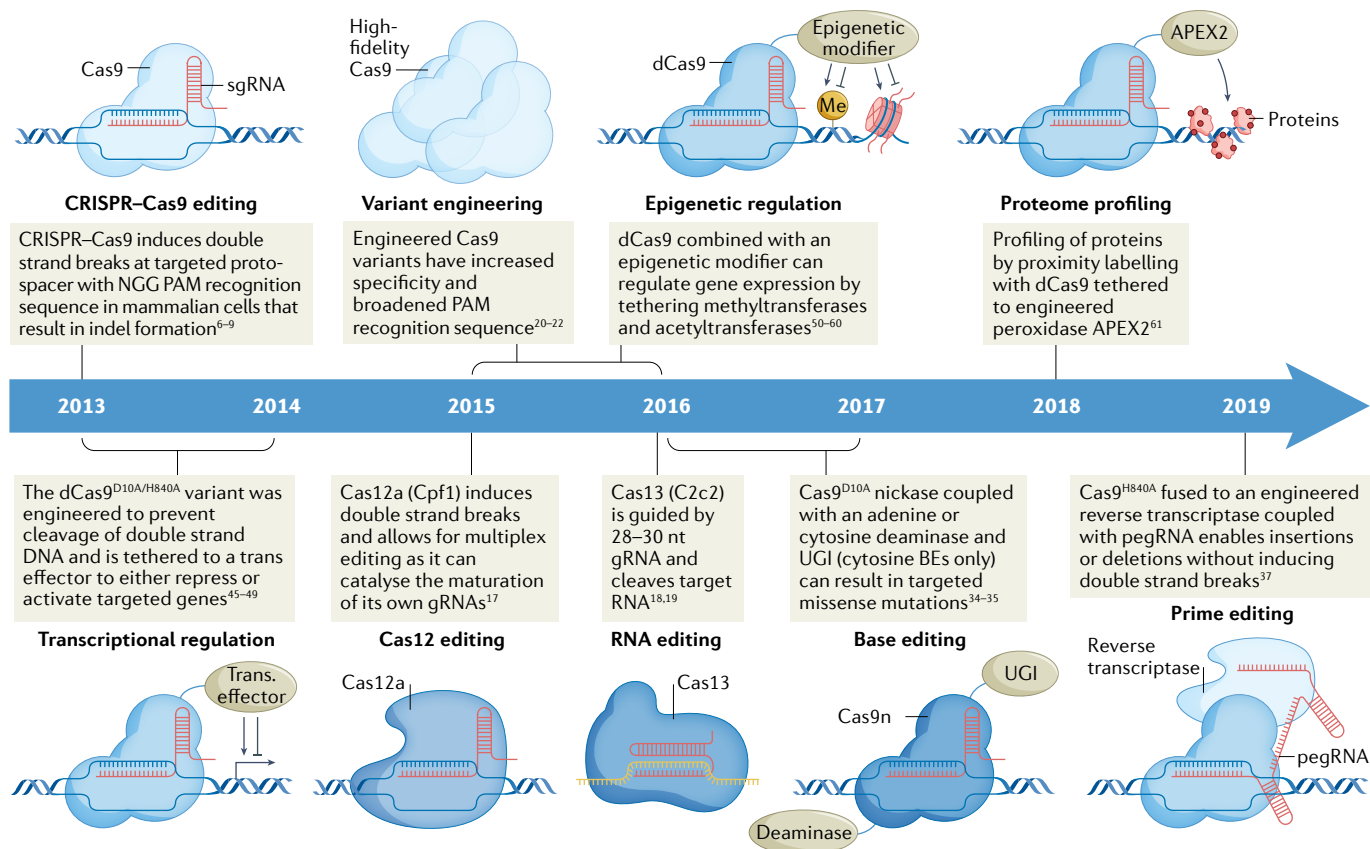 Cas9
sgRNA
CRISPR–Cas9 editing
CRISPR–Cas9 induces double
strand breaks at targeted proto-
spacer with NGG PAM recognition
sequence in mammalian cells that
result in indel formation⁶⁻⁹
High-
fidelity
Cas9
Variant engineering
Engineered Cas9
variants have increased
specificity and
broadened PAM
recognition sequence²⁰⁻²²
dCas9
Epigenetic
modifier
Me
Epigenetic regulation
dCas9 combined with an
epigenetic modifier can
regulate gene expression by
tethering methyltransferases
and acetyltransferases⁵⁰⁻⁶⁰
APEX2
Proteins
Proteome profiling
Profiling of proteins
by proximity labelling
with dCas9 tethered
to engineered
peroxidase APEX2⁶¹
2013
2014
2015
2016
2017
2018
2019
The dCas9ᴰ¹⁰ᴬ/ᴴ⁸⁴⁰ᴬ variant was
engineered to prevent
cleavage of double strand
DNA and is tethered to a trans
effector to either repress or
activate targeted genes⁴⁵⁻⁴⁹
Transcriptional regulation
Trans.
effector
Cas12a (Cpf1) induces
double strand breaks
and allows for multiplex
editing as it can
catalyse the maturation
of its own gRNAs¹⁷
Cas12 editing
Cas12a
Cas13 (C2c2)
is guided by
28–30 nt
gRNA and
cleaves target
RNA¹⁸,¹⁹
RNA editing
Cas13
Cas9ᴰ¹⁰ᴬ nickase coupled
with an adenine or
cytosine deaminase and
UGI (cytosine BEs only)
can result in targeted
missense mutations³⁴⁻³⁵
Base editing
UGI
Cas9n
Deaminase
Cas9ᴴ⁸⁴⁰ᴬ fused to an engineered
reverse transcriptase coupled
with pegRNA enables insertions
or deletions without inducing
double strand breaks³⁷
Prime editing
Reverse
transcriptase
pegRNA